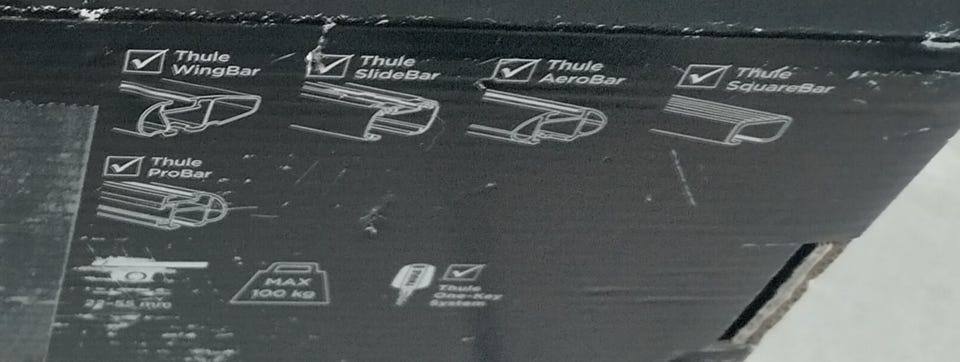 Thule
WingBar
Thule
SlideBar
Thule
AeroBar
Thule
SquareBar
Thule
ProBar
MAX
100 kg
Thule
One-Key
System